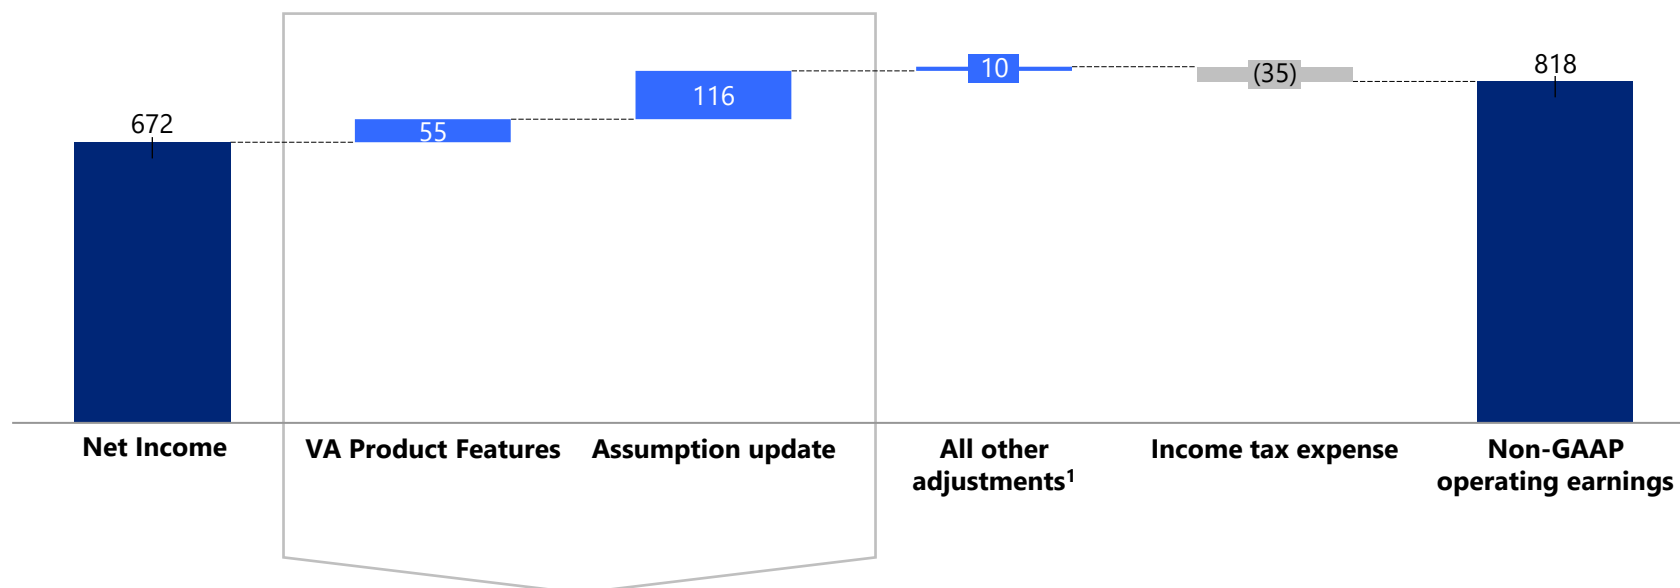 672
55
116
10
(35)
818
Net Income
VA Product Features
Assumption update
All other
adjustments¹
Income tax expense
Non-GAAP
operating earnings